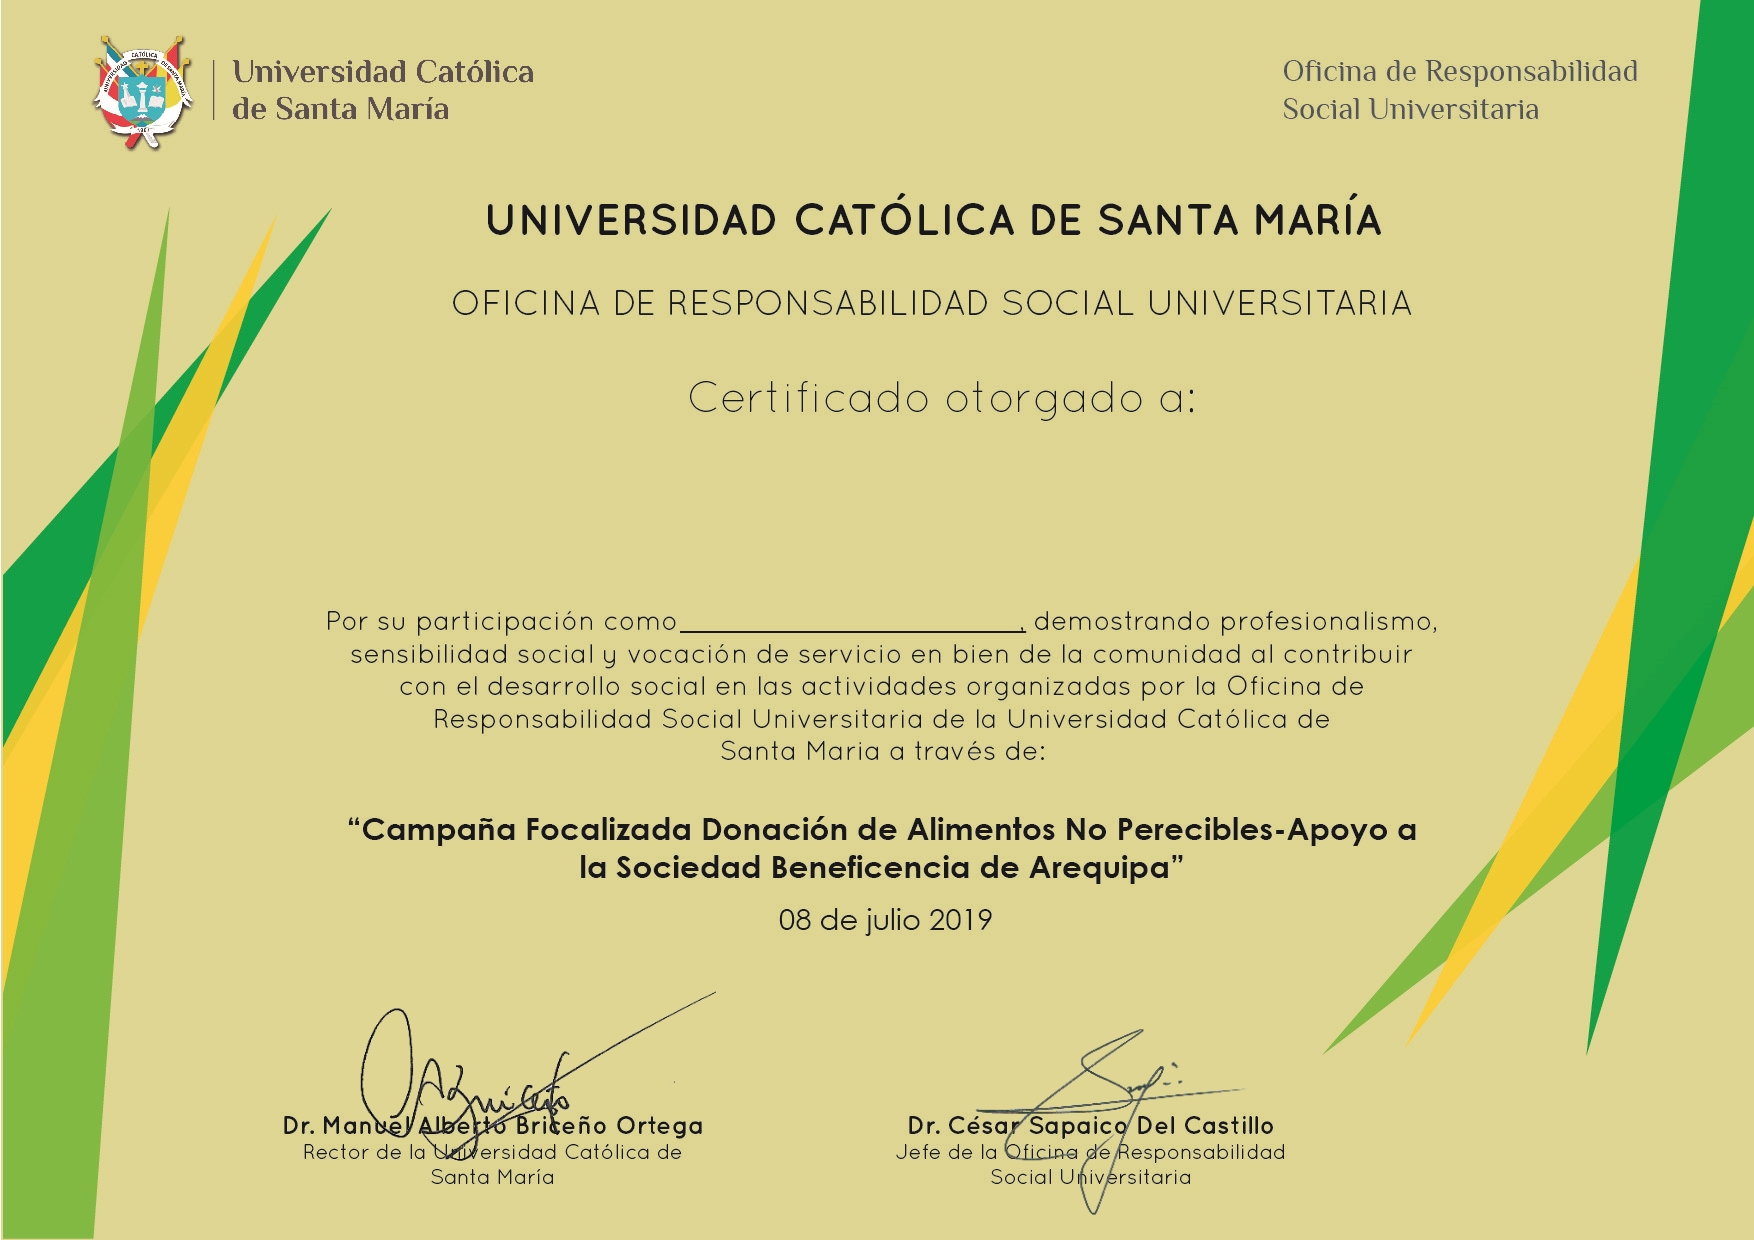 Universidad Católica
de Santa María
Oficina de Responsabilidad
Social Universitaria
UNIVERSIDAD CATÓLICA DE SANTA MARÍA
OFICINA DE RESPONSABILIDAD SOCIAL UNIVERSITARIA
Certificado otorgado a:
Por su participación como____________________, demostrando profesionalismo,
sensibilidad social y vocación de servicio en bien de la comunidad al contribuir
con el desarrollo social en las actividades organizadas por la Oficina de
Responsabilidad Social Universitaria de la Universidad Católica de
Santa Maria a través de:
“Campaña Focalizada Donación de Alimentos No Perecibles-Apoyo a
la Sociedad Beneficencia de Arequipa”
08 de julio 2019
Dr. Manuel Alberto Briceño Ortega
Rector de la Universidad Católica de
Santa María
Dr. César Sapaico Del Castillo
Jefe de la Oficina de Responsabilidad
Social Universitaria